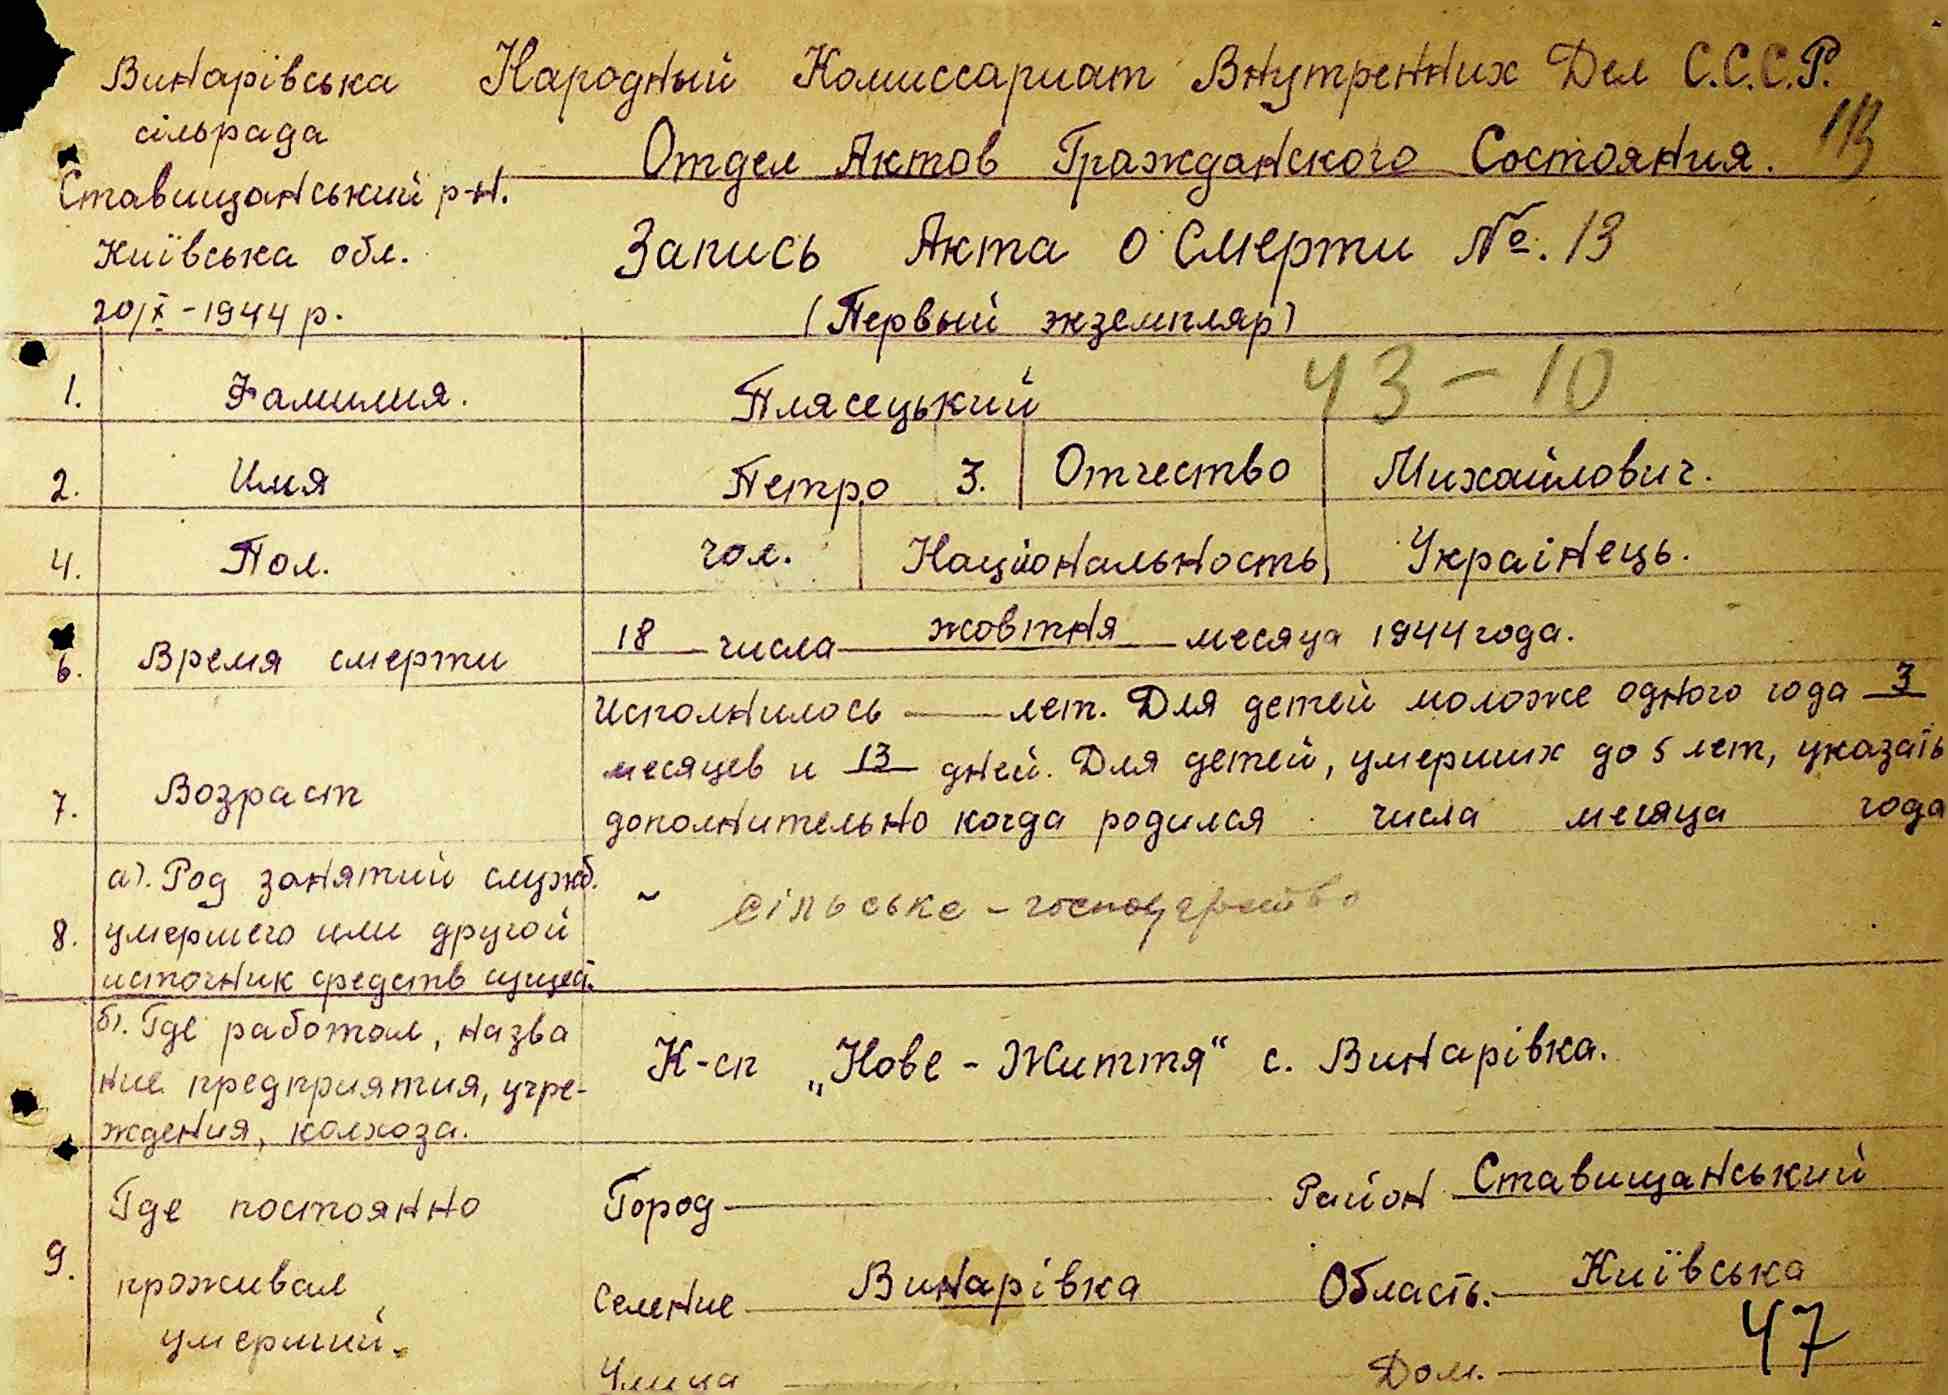 Винарівська
сільрада
Ставищанський р-н.
Київська обл.
20/X - 1944 р.
Народный Комиссариат Внутренних Дел С.С.С.Р.
Отдел Актов Гражданского Состояния.
Запись Акта о Смерти №. 13
(Первый экземпляр)
43 - 10
1. Фамилия. Плясецький
2. Имя Петро 3. Отчество Михайлович.
4. Пол. чол. Национальность Українець.
6. Время смерти 18 числа жовтня месяца 1944 года.
7. Возраст
Исполнилось — лет. Для детей моложе одного года 3
месяцев и 13 дней. Для детей, умерших до 5 лет, указать
дополнительно когда родился числа месяца года
8. а). Род занятий служб.
умершего или другой
источник средств
сільське - господарство
б). Где работал, назва
ние предприятия, учре-
ждения, колхоза.
К-сп „Нове - Життя“ с. Винарівка.
9. Где постоянно
проживал
умерший.
Город — Район Ставищанський
Селение Винарівка Область. Київська
47
Улица — Дом. —